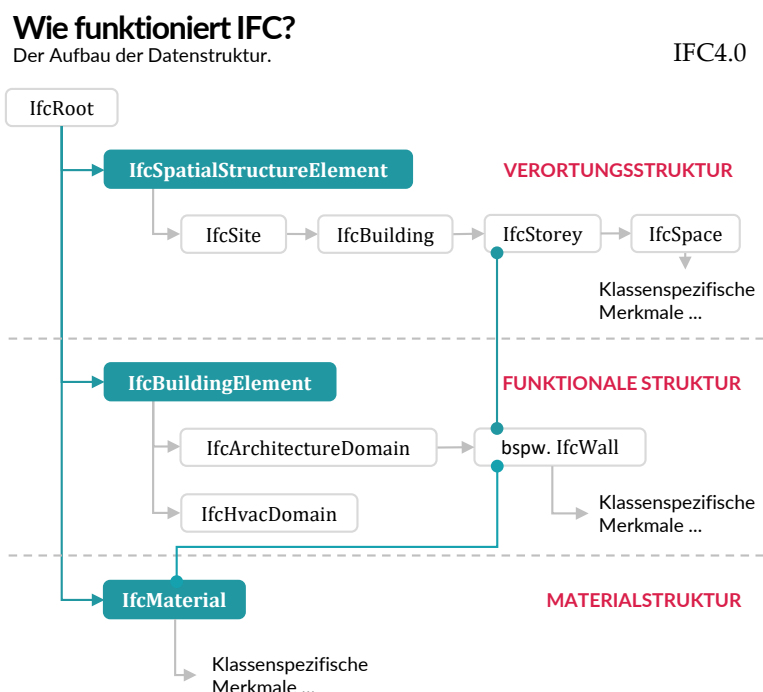 Wie funktioniert IFC?
Der Aufbau der Datenstruktur.
IFC4.0
IfcRoot
IfcSpatialStructureElement
VERORTUNGSSTRUKTUR
IfcSite
IfcBuilding
IfcStorey
IfcSpace
Klassenspezifische
Merkmale ...
IfcBuildingElement
FUNKTIONALE STRUKTUR
IfcArchitectureDomain
bspw. IfcWall
IfcHvacDomain
Klassenspezifische
Merkmale ...
IfcMaterial
MATERIALSTRUKTUR
Klassenspezifische
Merkmale ...